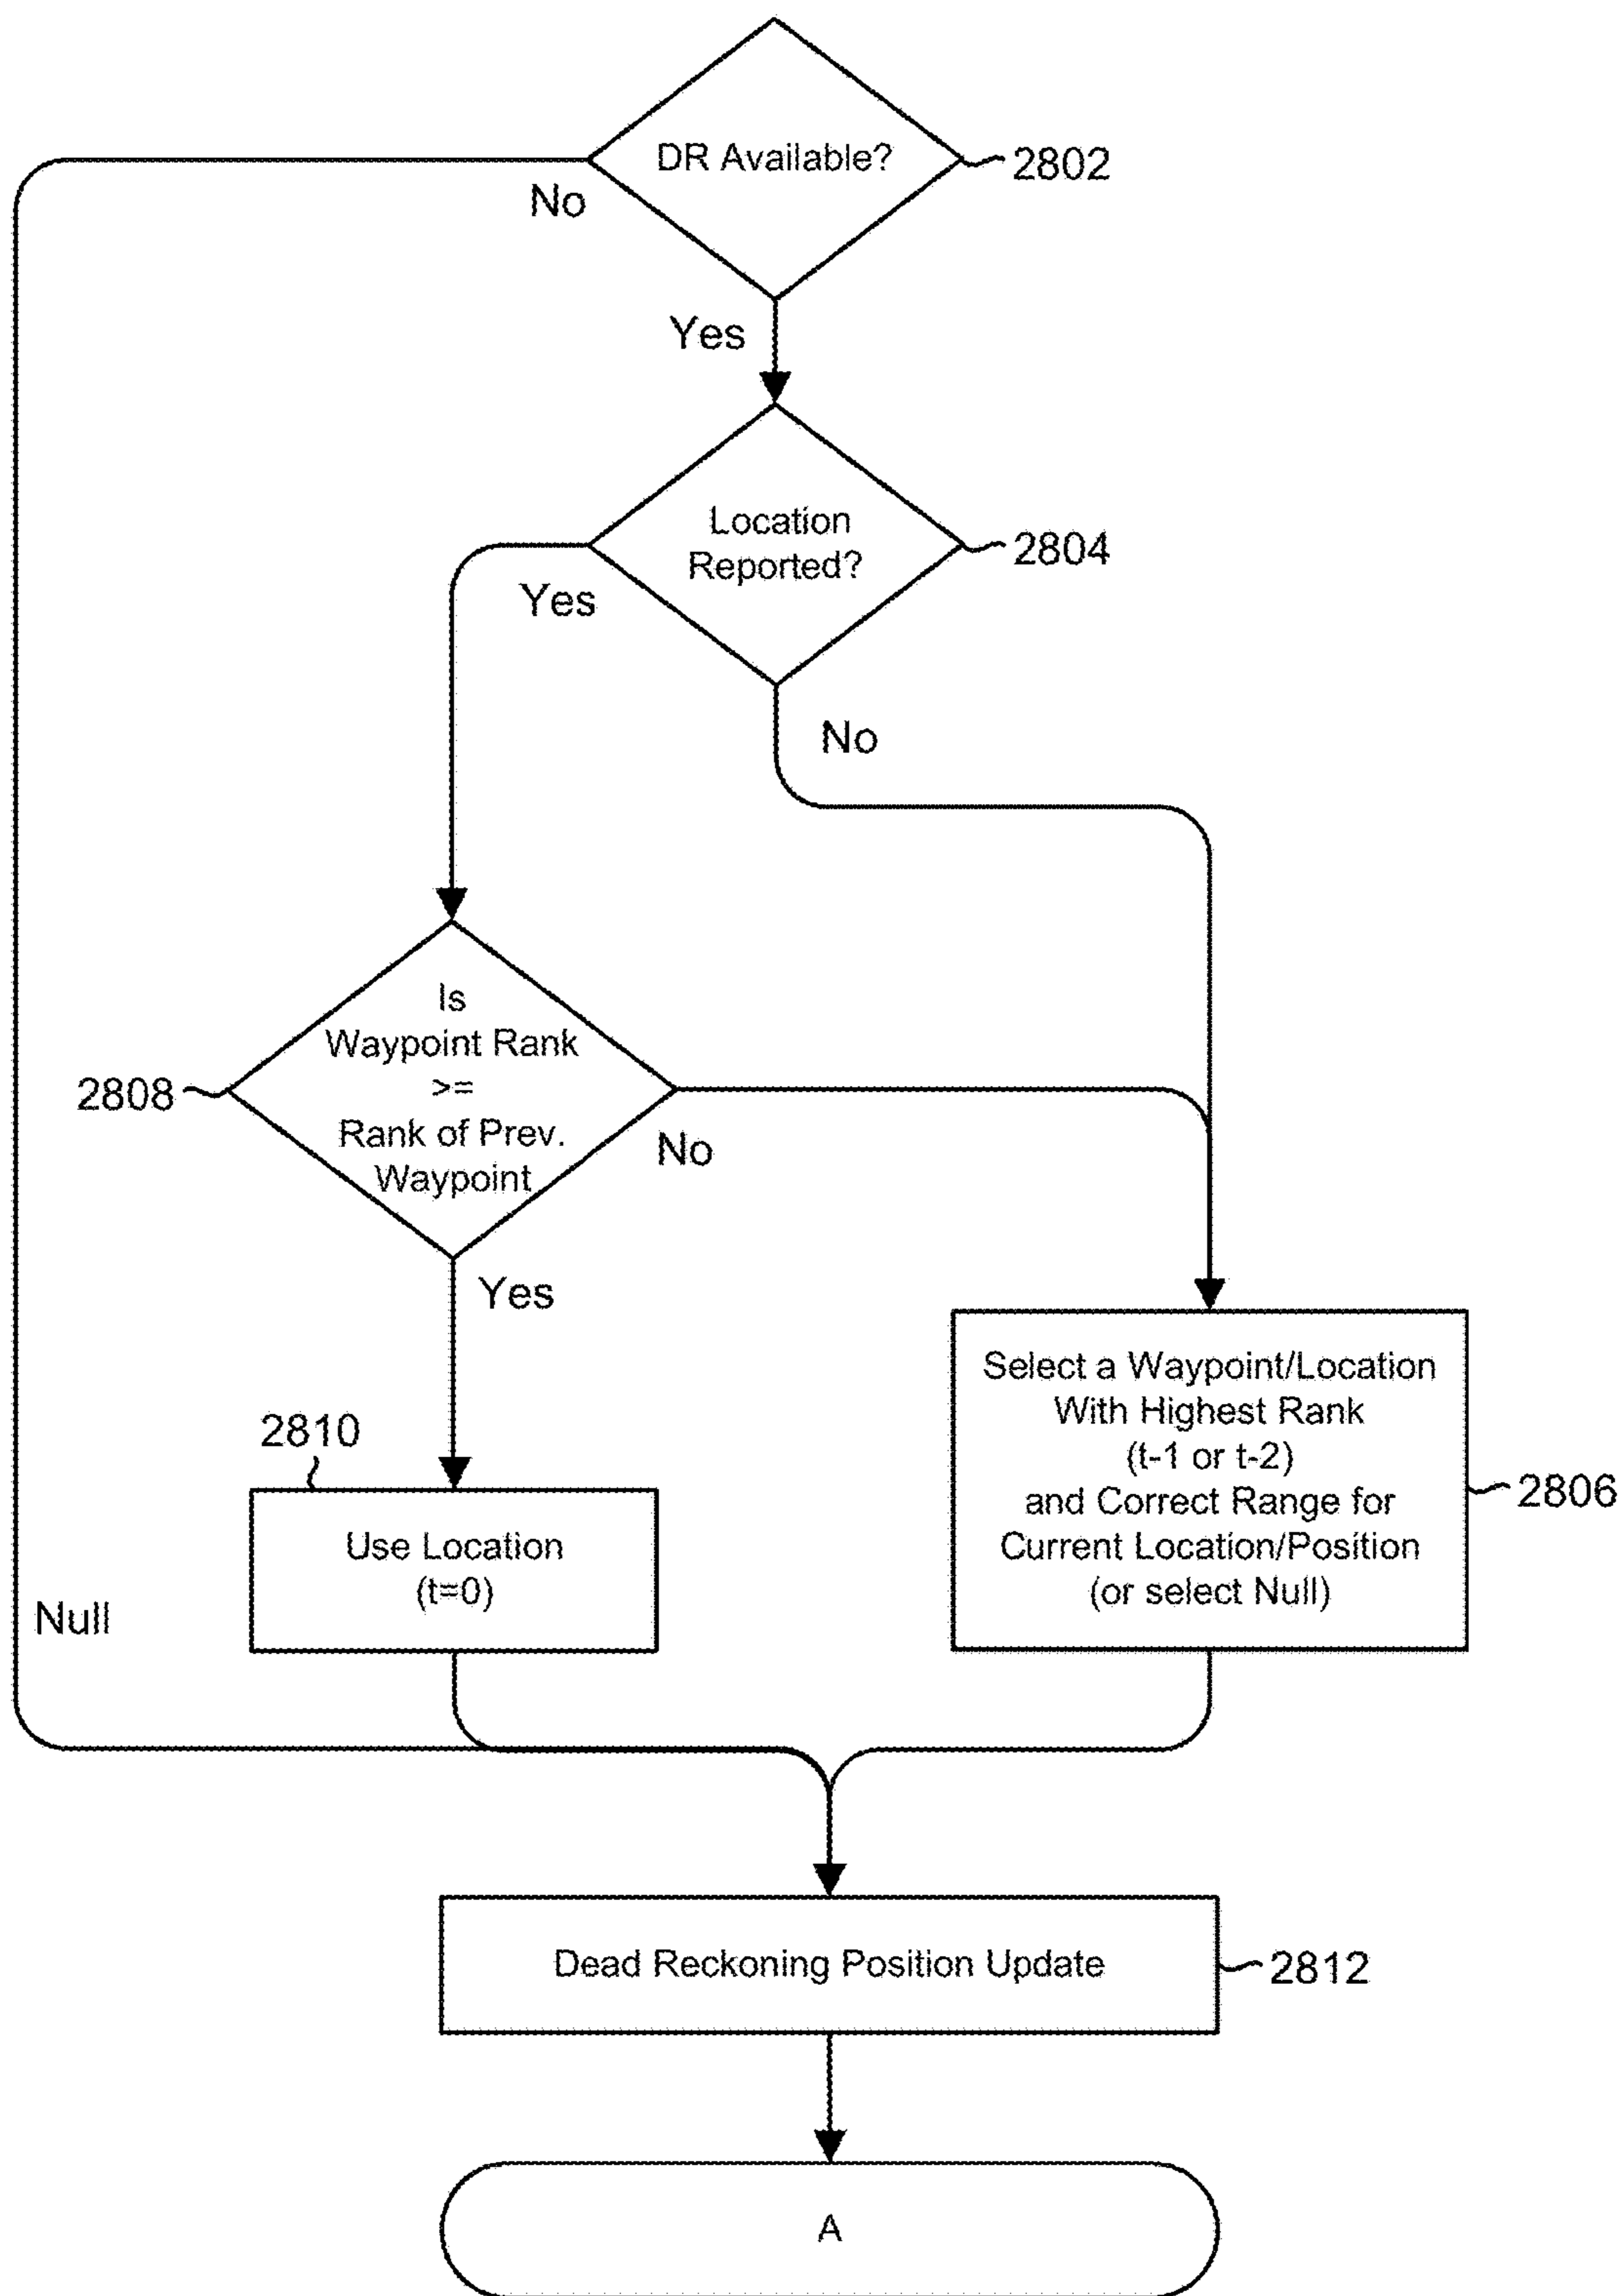 DR Available?
2802
No
Yes
Location
Reported?
2804
Yes
No
Is
Waypoint Rank
>=
Rank of Prev.
Waypoint
2808
No
Yes
Select a Waypoint/Location
With Highest Rank
(t-1 or t-2)
and Correct Range for
Current Location/Position
(or select Null)
2806
2810
Use Location
(t=0)
Null
Dead Reckoning Position Update
2812
A